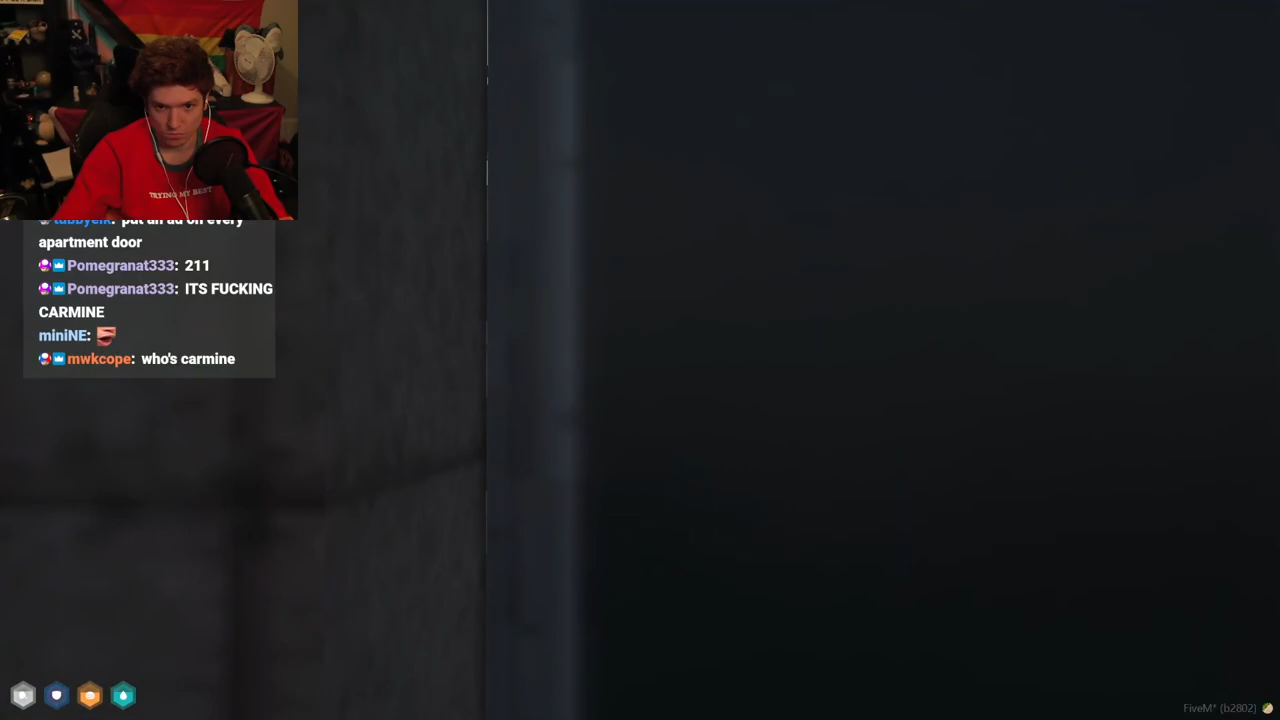 TRYING MY BEST
tubbyelk: put an ad on every
apartment door
Pomegranat333: 211
Pomegranat333: ITS FUCKING
CARMINE
miniNE:
mwkcope: who's carmine
FiveM* (b2802)